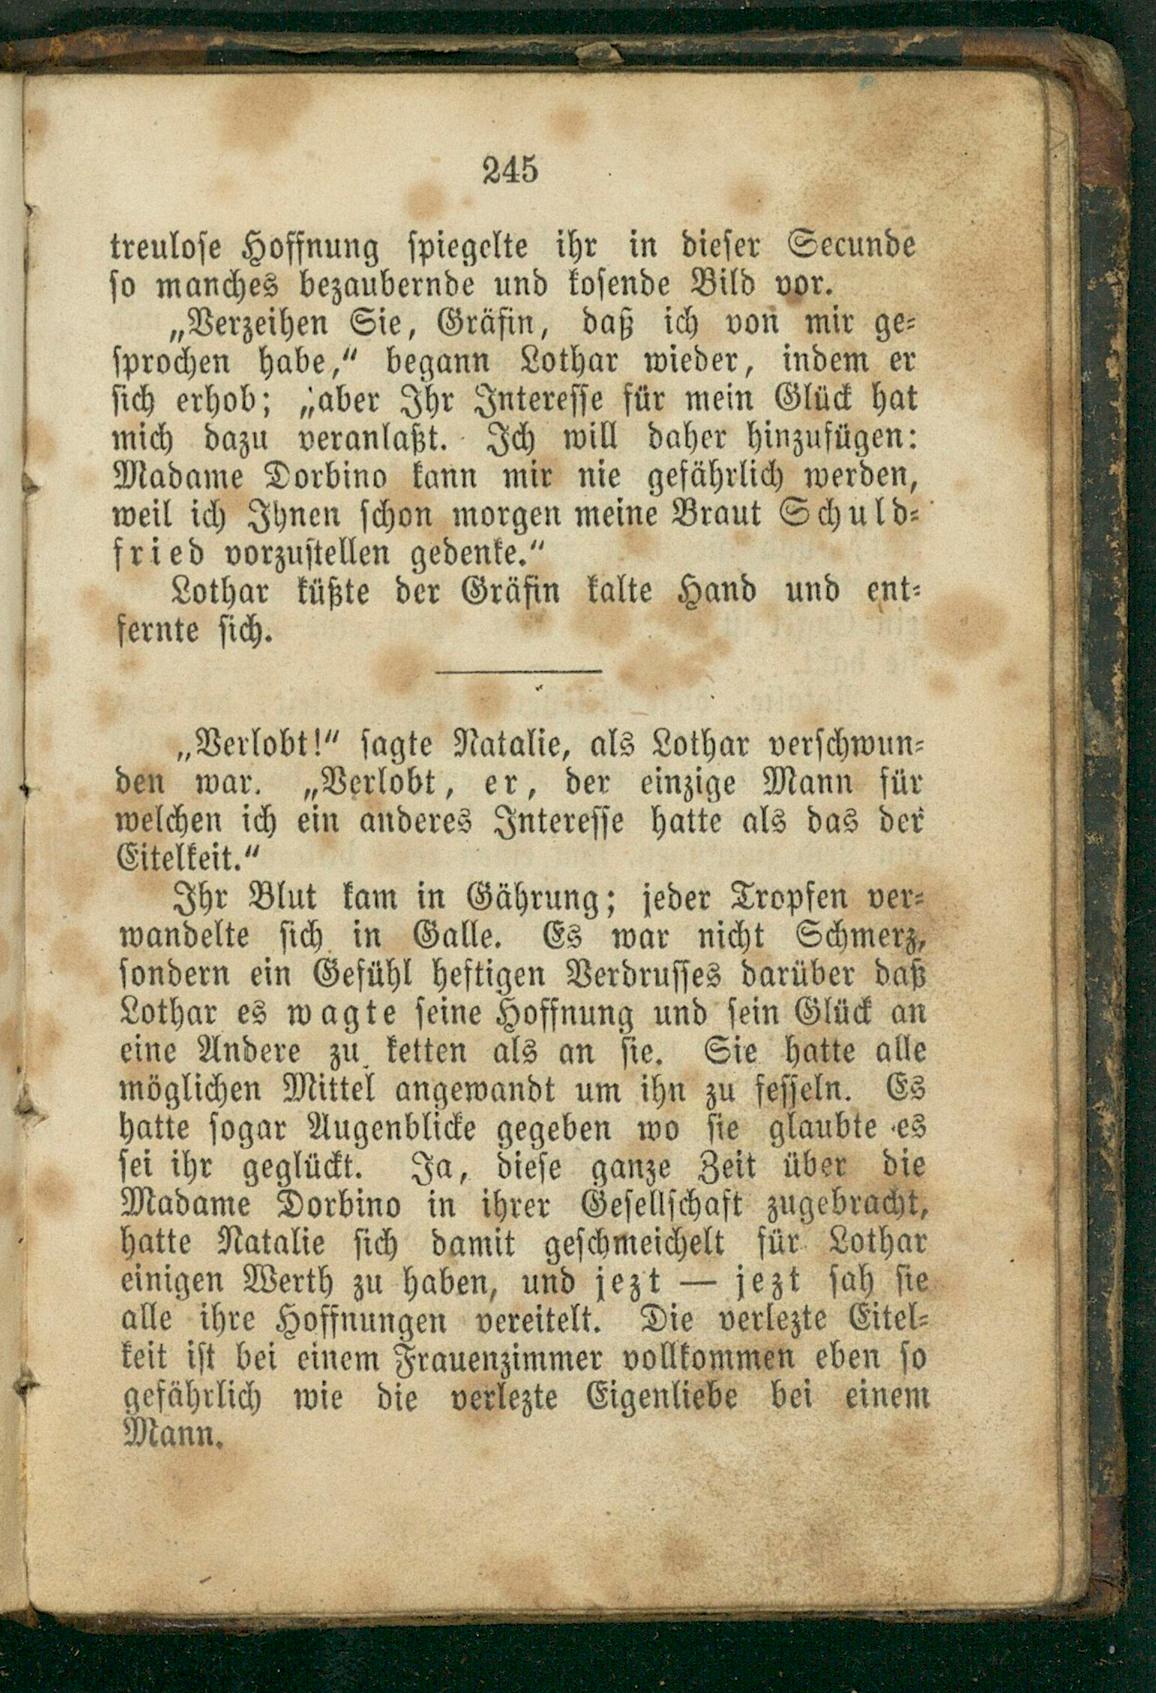 245
treulose Hoffnung spiegelte ihr in dieser Secunde
so manches bezaubernde und kosende Bild vor.
„Verzeihen Sie, Gräfin, daß ich von mir ge-
sprochen habe,“ begann Lothar wieder, indem er
sich erhob; „aber Ihr Interesse für mein Glück hat
mich dazu veranlaßt. Ich will daher hinzufügen:
Madame Dorbino kann mir nie gefährlich werden,
weil ich Ihnen schon morgen meine Braut Schuld-
fried vorzustellen gedenke.“
Lothar küßte der Gräfin kalte Hand und ent-
fernte sich.
„Verlobt!“ sagte Natalie, als Lothar verschwun-
den war. „Verlobt, er, der einzige Mann für
welchen ich ein anderes Interesse hatte als das der
Eitelkeit.“
Ihr Blut kam in Gährung; jeder Tropfen ver-
wandelte sich in Galle. Es war nicht Schmerz,
sondern ein Gefühl heftigen Verdrusses darüber daß
Lothar es wagte seine Hoffnung und sein Glück an
eine Andere zu ketten als an sie. Sie hatte alle
möglichen Mittel angewandt um ihn zu fesseln. Es
hatte sogar Augenblicke gegeben wo sie glaubte es
sei ihr geglückt. Ja, diese ganze Zeit über die
Madame Dorbino in ihrer Gesellschaft zugebracht,
hatte Natalie sich damit geschmeichelt für Lothar
einigen Werth zu haben, und jezt — jezt sah sie
alle ihre Hoffnungen vereitelt. Die verlezte Eitel-
keit ist bei einem Frauenzimmer vollkommen eben so
gefährlich wie die verlezte Eigenliebe bei einem
Mann.